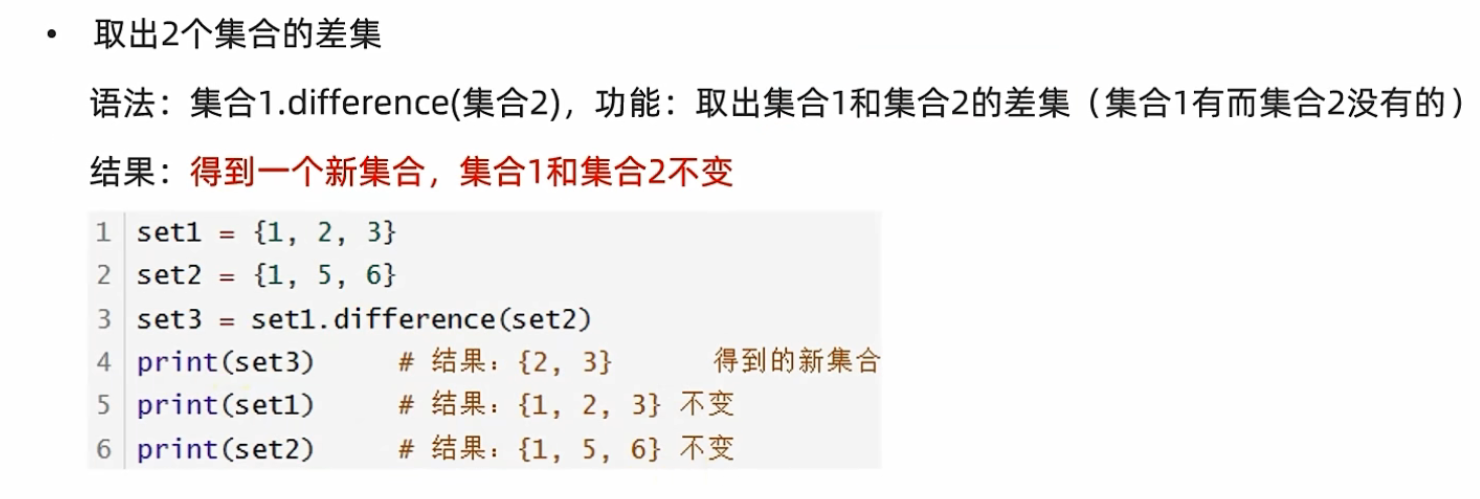 • 取出2个集合的差集
语法：集合1.difference(集合2)，功能：取出集合1和集合2的差集（集合1有而集合2没有的）
结果：得到一个新集合，集合1和集合2不变
1 set1 = {1, 2, 3}
2 set2 = {1, 5, 6}
3 set3 = set1.difference(set2)
4 print(set3) # 结果：{2, 3} 得到的新集合
5 print(set1) # 结果：{1, 2, 3} 不变
6 print(set2) # 结果：{1, 5, 6} 不变